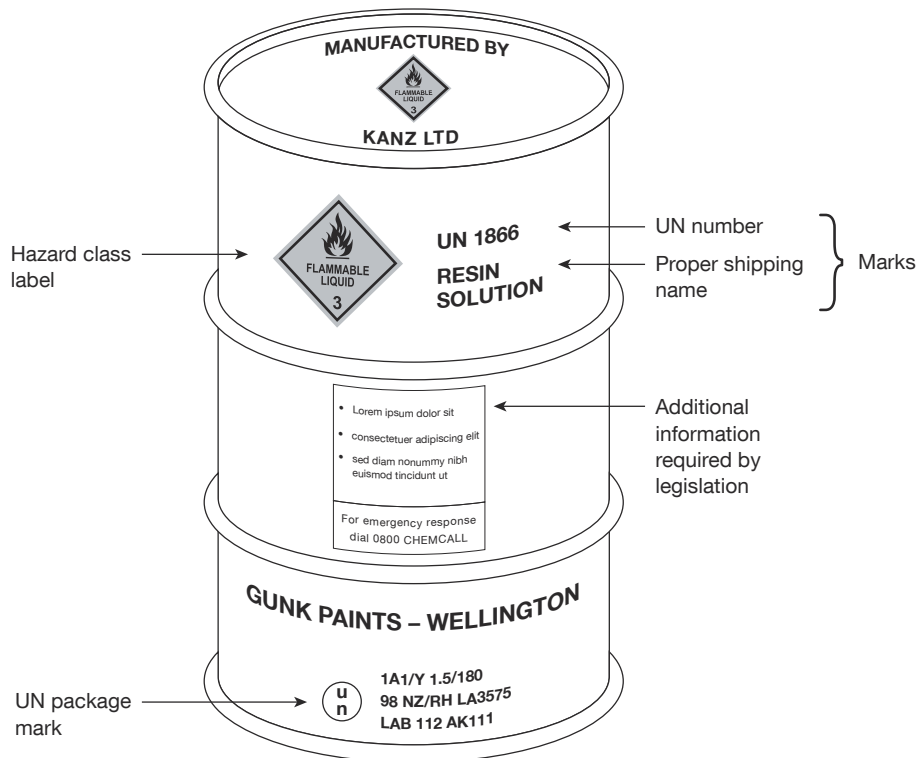 MANUFACTURED BY
FLAMMABLE
LIQUID
3
KANZ LTD
Hazard class
label
FLAMMABLE
LIQUID
3
UN 1866
RESIN
SOLUTION
UN number
Proper shipping
name
Marks
• Lorem ipsum dolor sit
• consectetuer adipiscing elit
• sed diam nonummy nibh
euismod tincidunt ut
For emergency response
dial 0800 CHEMCALL
Additional
information
required by
legislation
GUNK PAINTS – WELLINGTON
UN package
mark
u
n
1A1/Y 1.5/180
98 NZ/RH LA3575
LAB 112 AK111